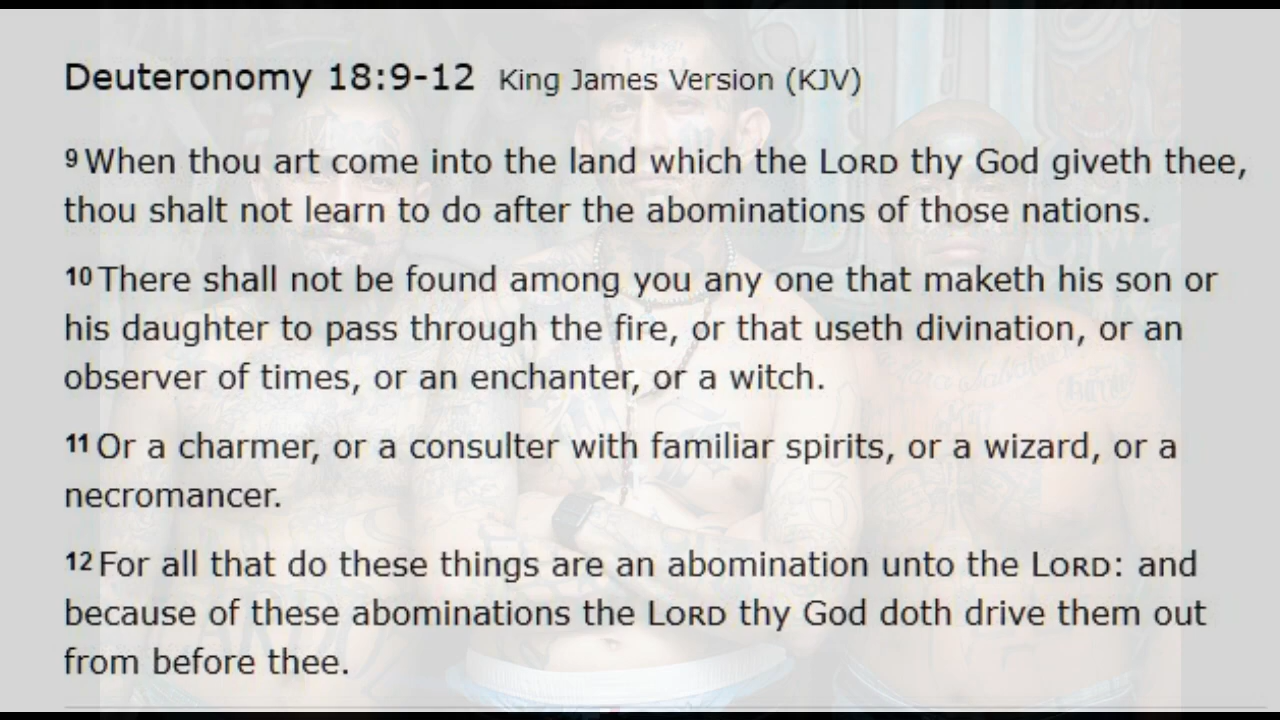 Deuteronomy 18:9-12 King James Version (KJV)
9 When thou art come into the land which the LORD thy God giveth thee,
thou shalt not learn to do after the abominations of those nations.
10 There shall not be found among you any one that maketh his son or
his daughter to pass through the fire, or that useth divination, or an
observer of times, or an enchanter, or a witch.
11 Or a charmer, or a consulter with familiar spirits, or a wizard, or a
necromancer.
12 For all that do these things are an abomination unto the LORD: and
because of these abominations the LORD thy God doth drive them out
from before thee.